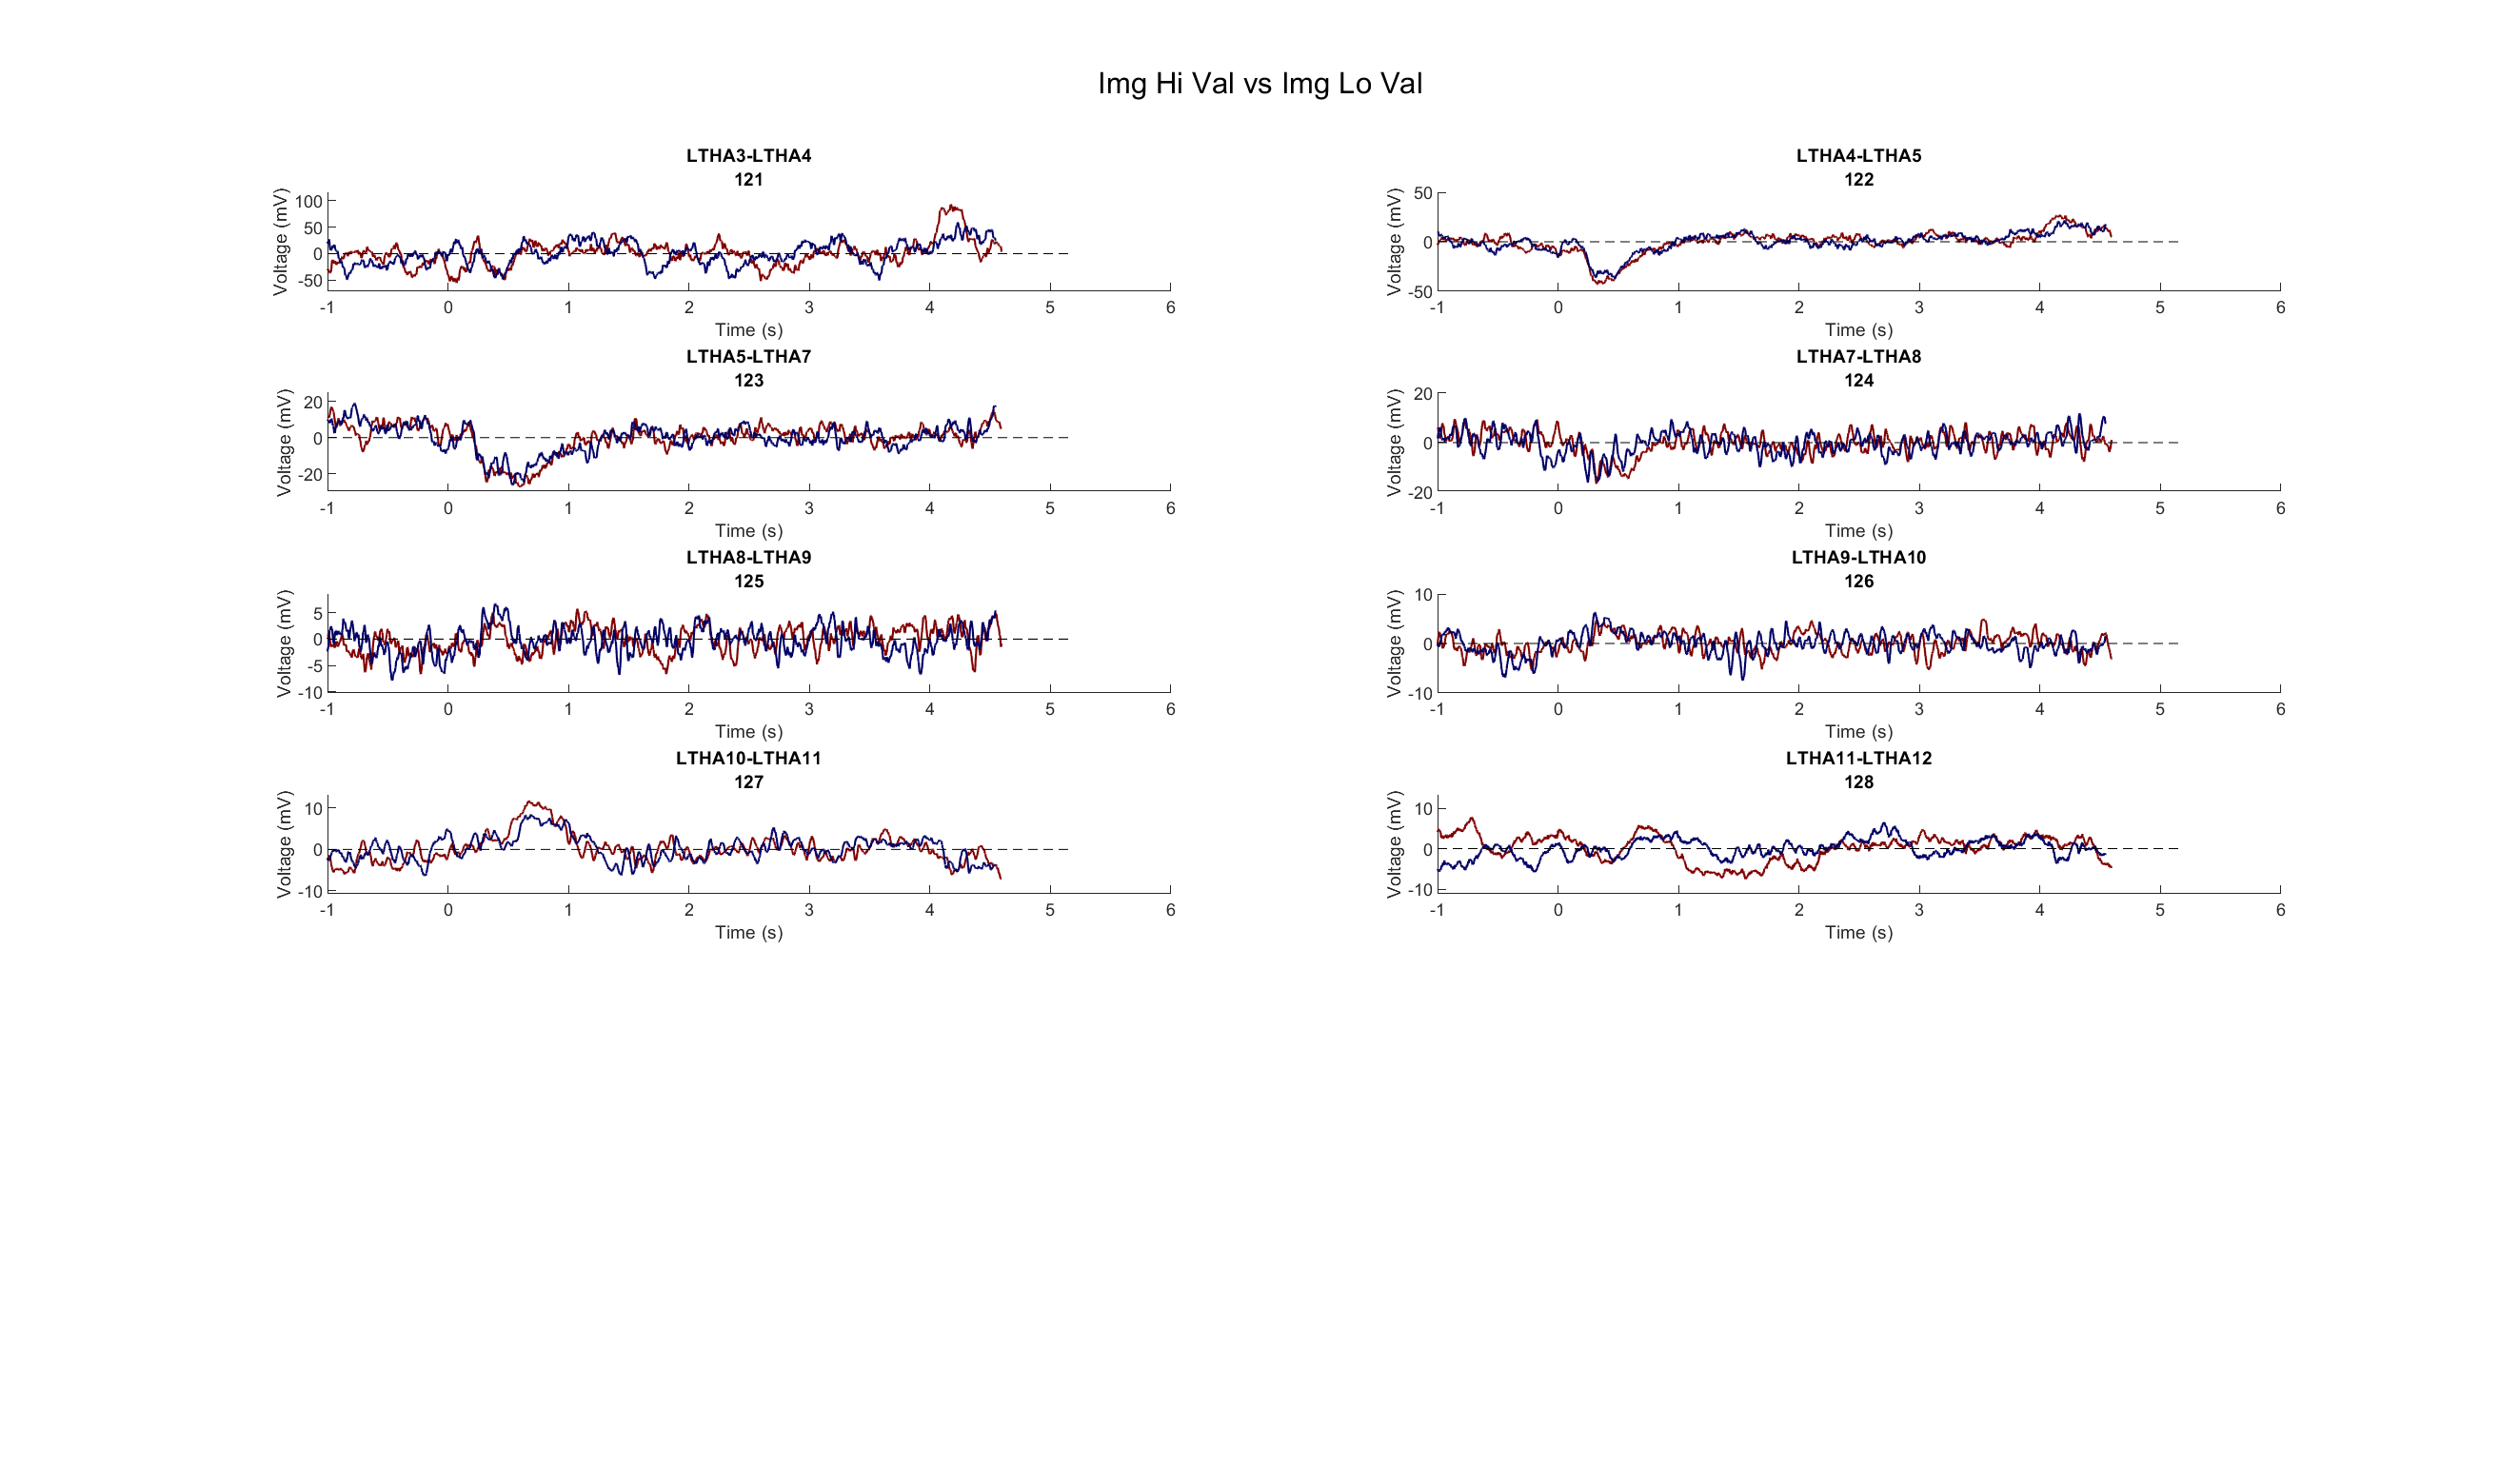 Img Hi Val vs Img Lo Val
LTHA3-LTHA4
121
Voltage (mV)
100
50
0
-50
-1 0 1 2 3 4 5 6
Time (s)
LTHA4-LTHA5
122
Voltage (mV)
50
0
-50
-1 0 1 2 3 4 5 6
Time (s)
LTHA5-LTHA7
123
Voltage (mV)
20
0
-20
-1 0 1 2 3 4 5 6
Time (s)
LTHA7-LTHA8
124
Voltage (mV)
20
0
-20
-1 0 1 2 3 4 5 6
Time (s)
LTHA8-LTHA9
125
Voltage (mV)
5
0
-5
-10
-1 0 1 2 3 4 5 6
Time (s)
LTHA9-LTHA10
126
Voltage (mV)
10
0
-10
-1 0 1 2 3 4 5 6
Time (s)
LTHA10-LTHA11
127
Voltage (mV)
10
0
-10
-1 0 1 2 3 4 5 6
Time (s)
LTHA11-LTHA12
128
Voltage (mV)
10
0
-10
-1 0 1 2 3 4 5 6
Time (s)